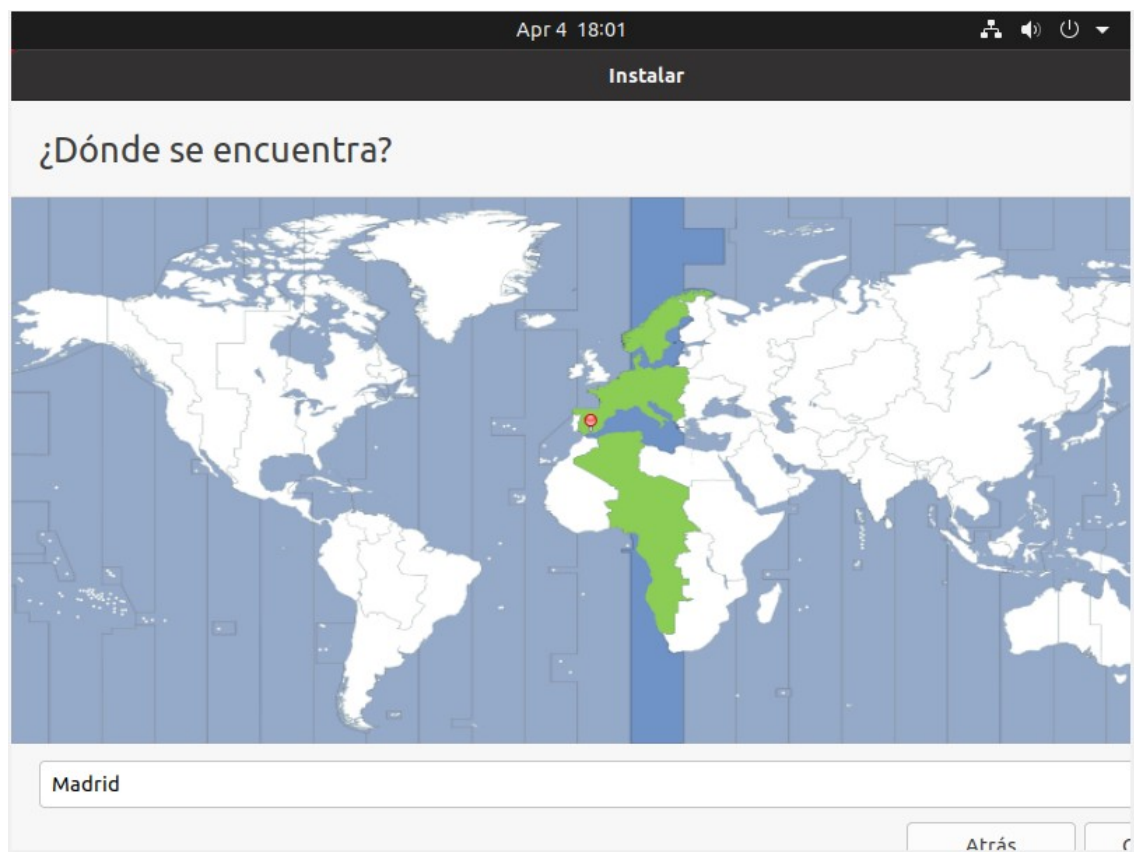 Apr 4 18:01
Instalar
¿Dónde se encuentra?
Madrid
Atrás